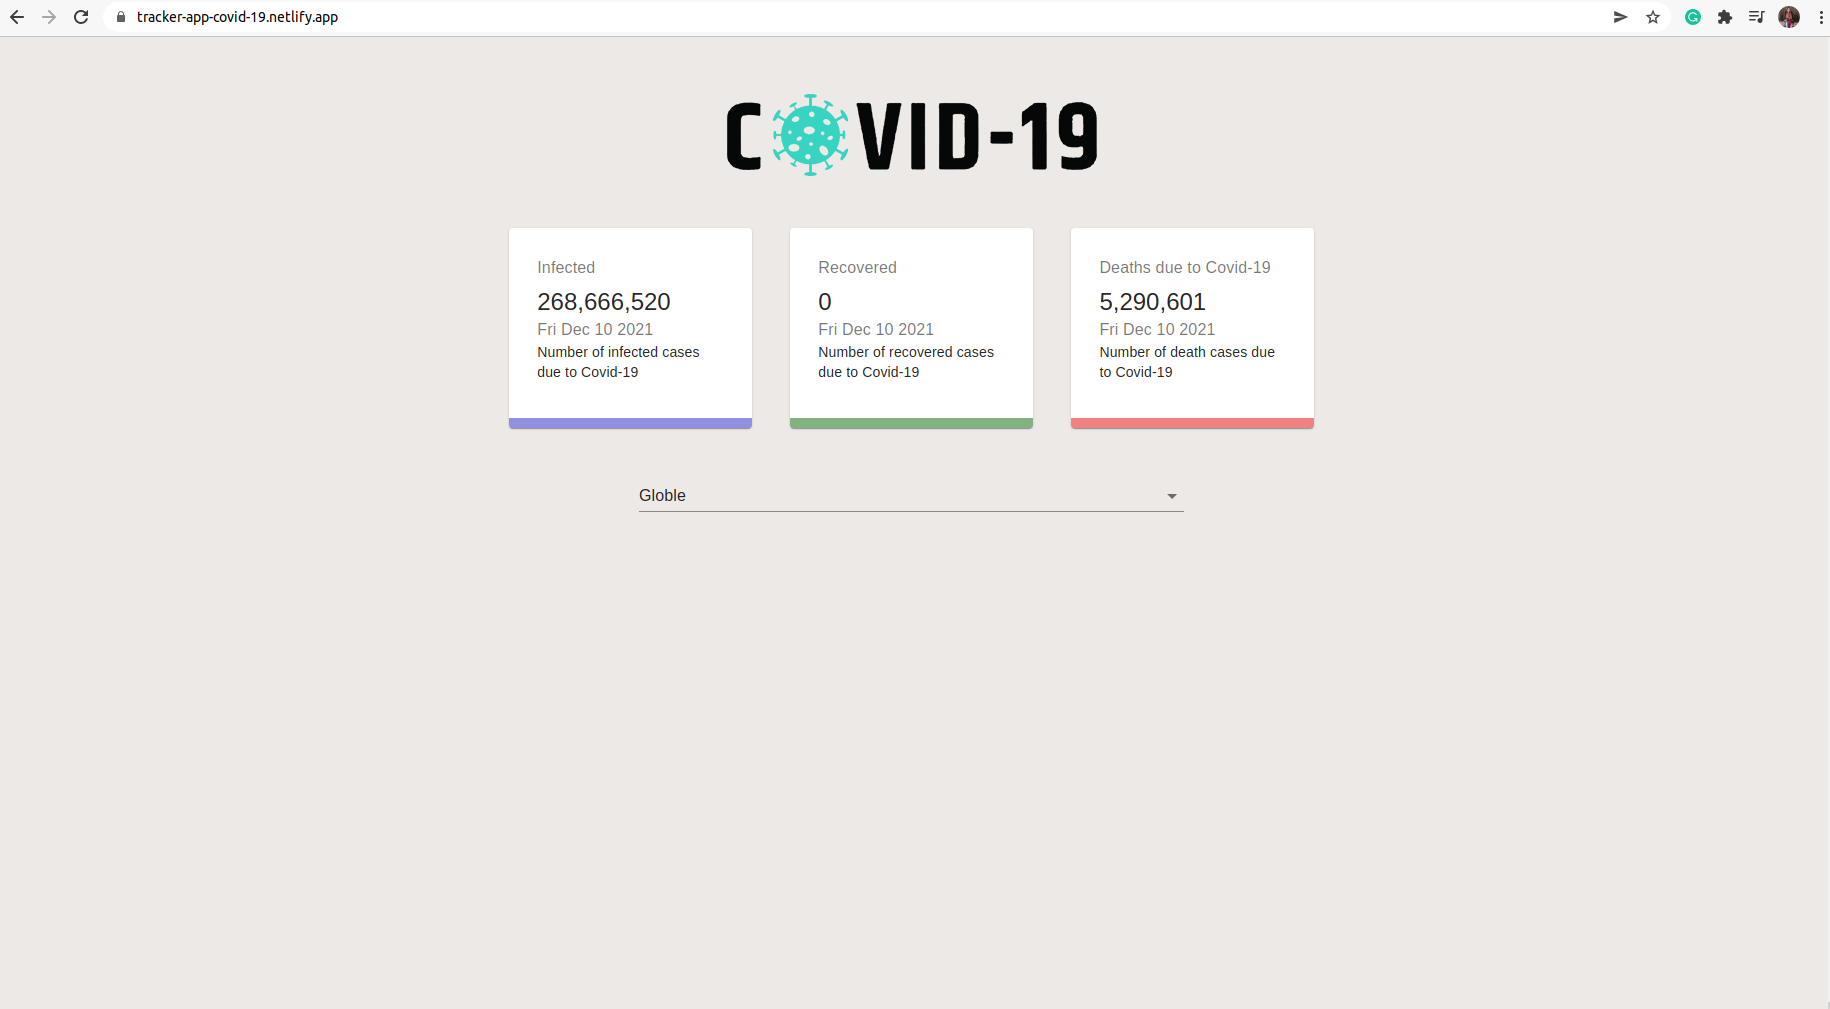 tracker-app-covid-19.netlify.app
COVID-19
Infected
268,666,520
Fri Dec 10 2021
Number of infected cases
due to Covid-19
Recovered
0
Fri Dec 10 2021
Number of recovered cases
due to Covid-19
Deaths due to Covid-19
5,290,601
Fri Dec 10 2021
Number of death cases due
to Covid-19
Globle